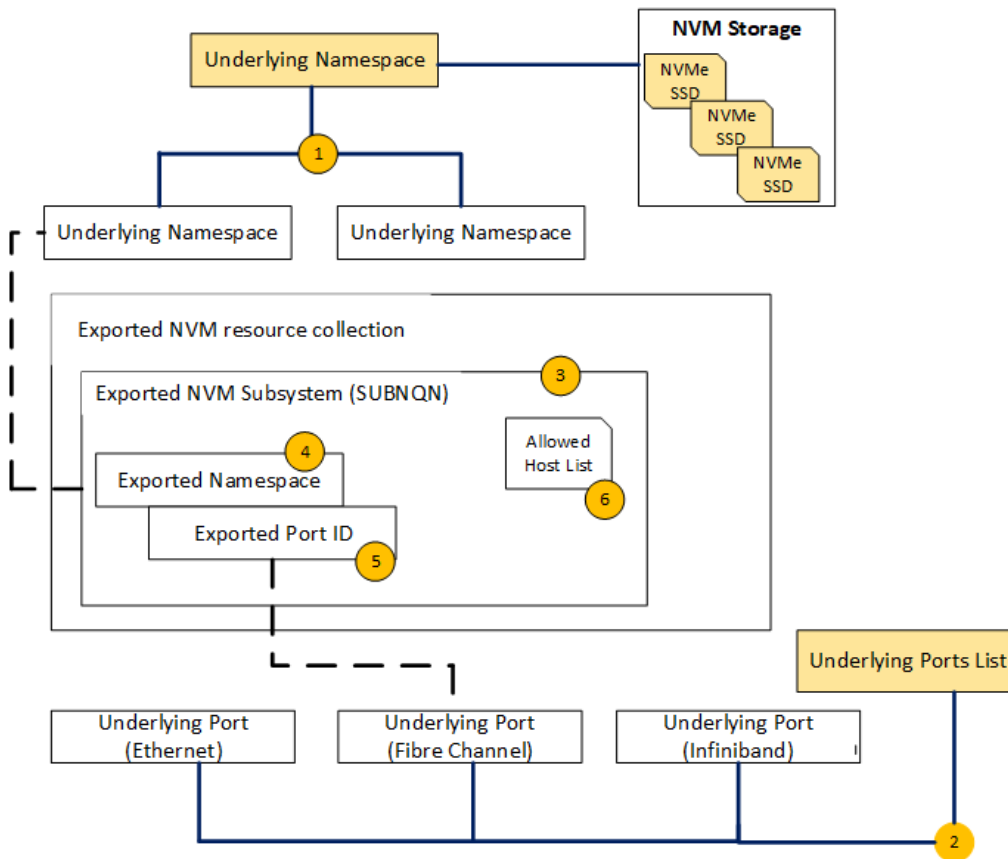 NVM Storage
Underlying Namespace
NVMe
SSD
NVMe
SSD
NVMe
SSD
1
Underlying Namespace
Underlying Namespace
Exported NVM resource collection
3
Exported NVM Subsystem (SUBNQN)
4
Allowed
Host List
Exported Namespace
6
Exported Port ID
5
Underlying Ports List
Underlying Port
(Ethernet)
Underlying Port
(Fibre Channel)
Underlying Port
(Infiniband)
2